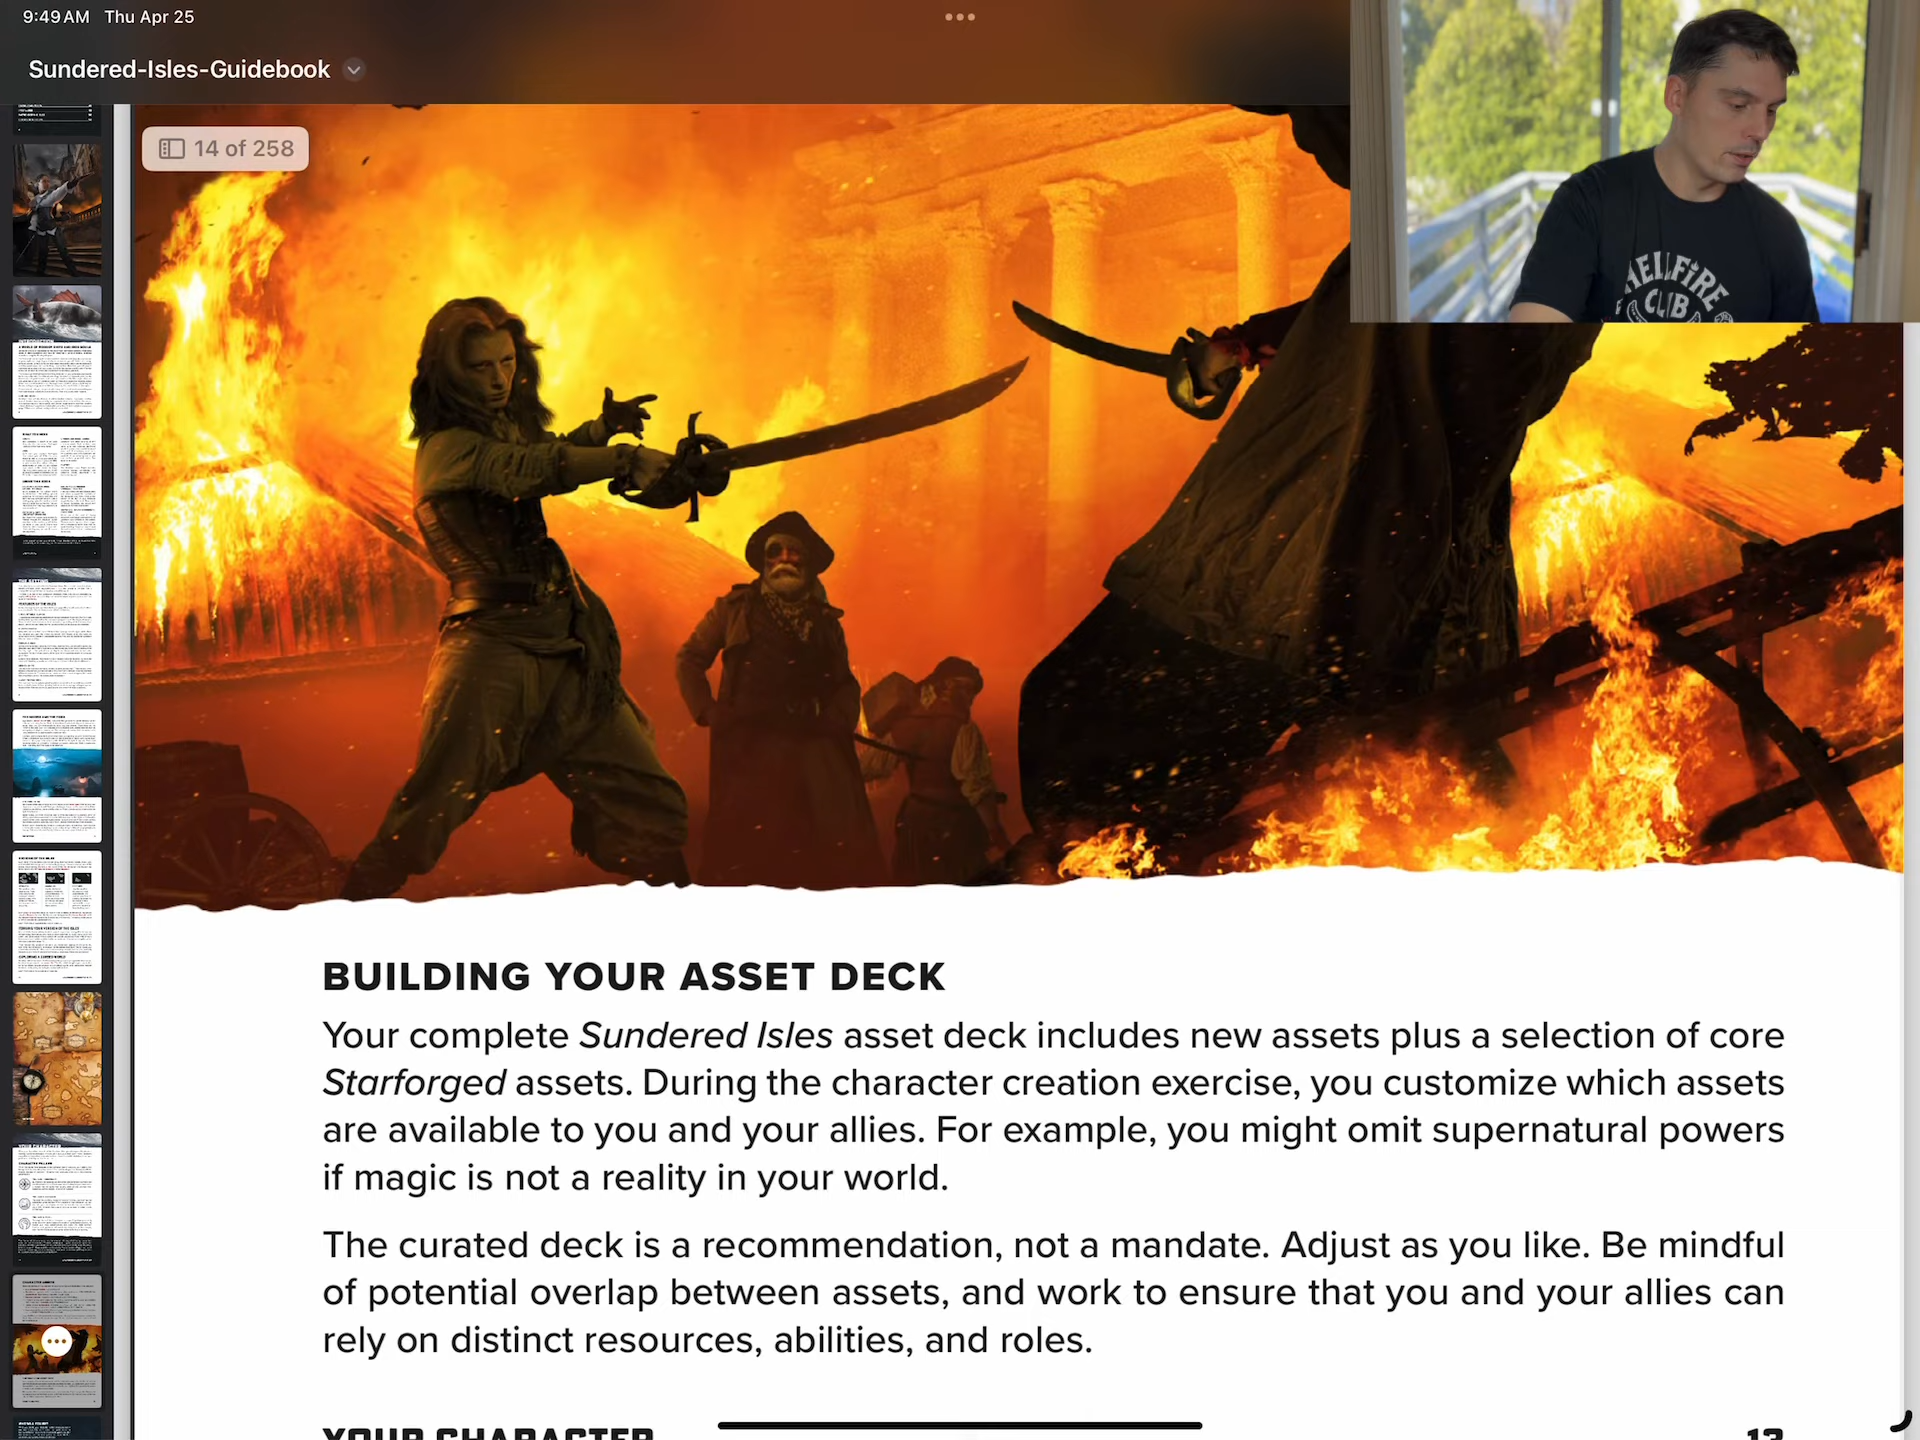 9:49 AM Thu Apr 25
Sundered-Isles-Guidebook
14 of 258
HELLFIRE
CLUB
BUILDING YOUR ASSET DECK
Your complete Sundered Isles asset deck includes new assets plus a selection of core
Starforged assets. During the character creation exercise, you customize which assets
are available to you and your allies. For example, you might omit supernatural powers
if magic is not a reality in your world.
The curated deck is a recommendation, not a mandate. Adjust as you like. Be mindful
of potential overlap between assets, and work to ensure that you and your allies can
rely on distinct resources, abilities, and roles.
YOUR CHARACTER 13